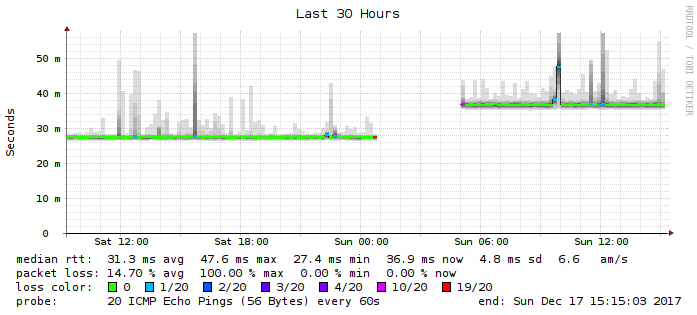 Last 30 Hours
RRDTOOL / TOBI OETIKER
Seconds
50 m
40 m
30 m
20 m
10 m
0
Sat 12:00 Sat 18:00 Sun 00:00 Sun 06:00 Sun 12:00
median rtt: 31.3 ms avg 47.6 ms max 27.4 ms min 36.9 ms now 4.8 ms sd 6.6 am/s
packet loss: 14.70 % avg 100.00 % max 0.00 % min 0.00 % now
loss color: 0 1/20 2/20 3/20 4/20 10/20 19/20
probe: 20 ICMP Echo Pings (56 Bytes) every 60s end: Sun Dec 17 15:15:03 2017